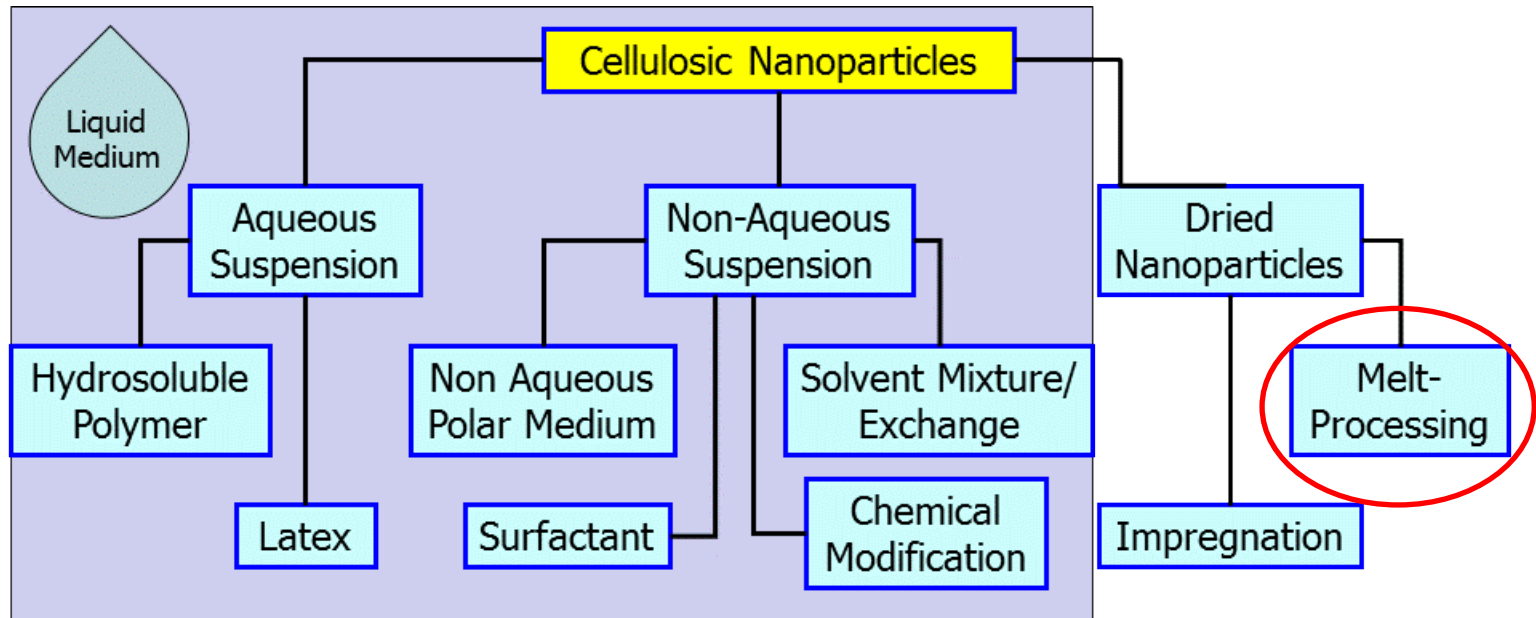 Cellulosic Nanoparticles
Liquid
Medium
Aqueous
Suspension
Non-Aqueous
Suspension
Dried
Nanoparticles
Hydrosoluble
Polymer
Non Aqueous
Polar Medium
Solvent Mixture/
Exchange
Melt-
Processing
Latex
Surfactant
Chemical
Modification
Impregnation